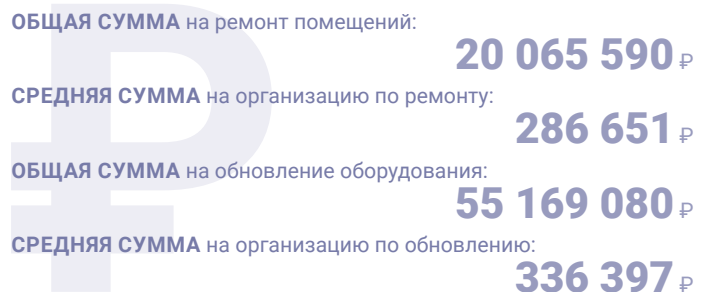 ОБЩАЯ СУММА на ремонт помещений:
20 065 590 ₽
СРЕДНЯЯ СУММА на организацию по ремонту:
286 651 ₽
ОБЩАЯ СУММА на обновление оборудования:
55 169 080 ₽
СРЕДНЯЯ СУММА на организацию по обновлению:
336 397 ₽